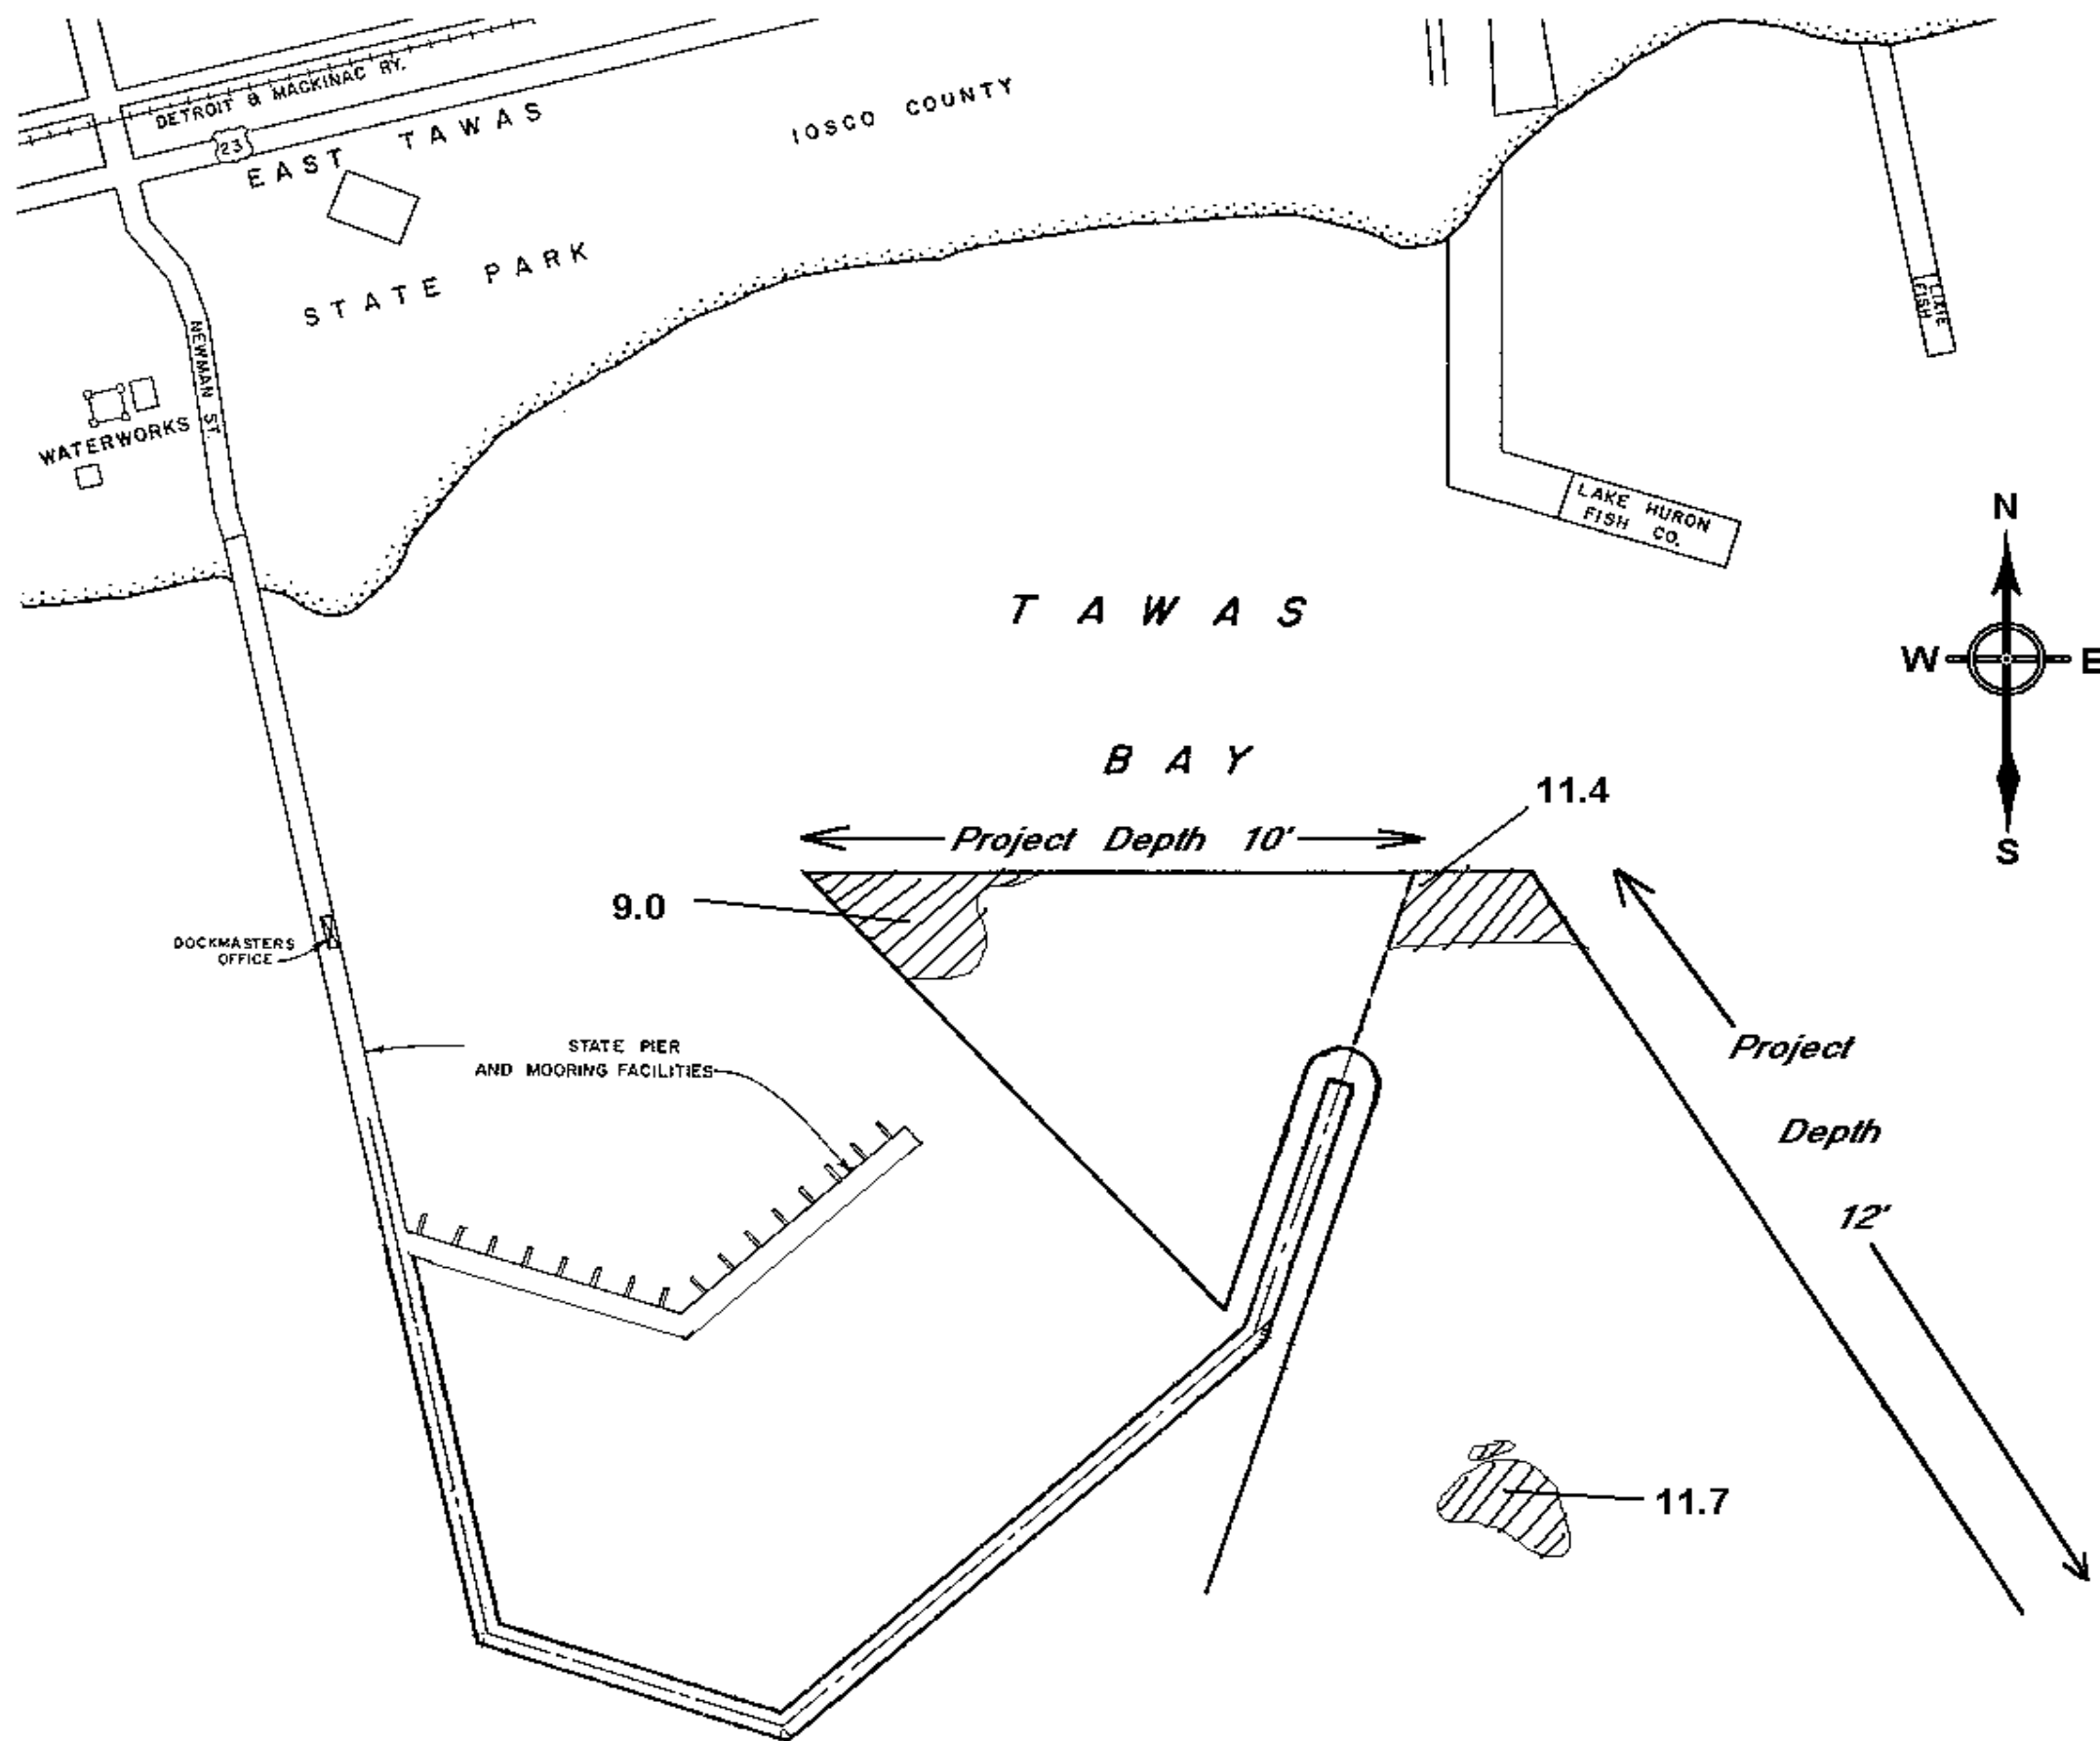 DETROIT & MACKINAC RY.
23
EAST TAWAS
IOSCO COUNTY
STATE PARK
NEWMAN ST.
WATERWORKS
FISH
LAKE HURON
FISH CO.
N
W
E
S
TAWAS
BAY
11.4
Project Depth 10'
9.0
DOCKMASTERS
OFFICE
STATE PIER
AND MOORING FACILITIES
Project
Depth
12'
11.7